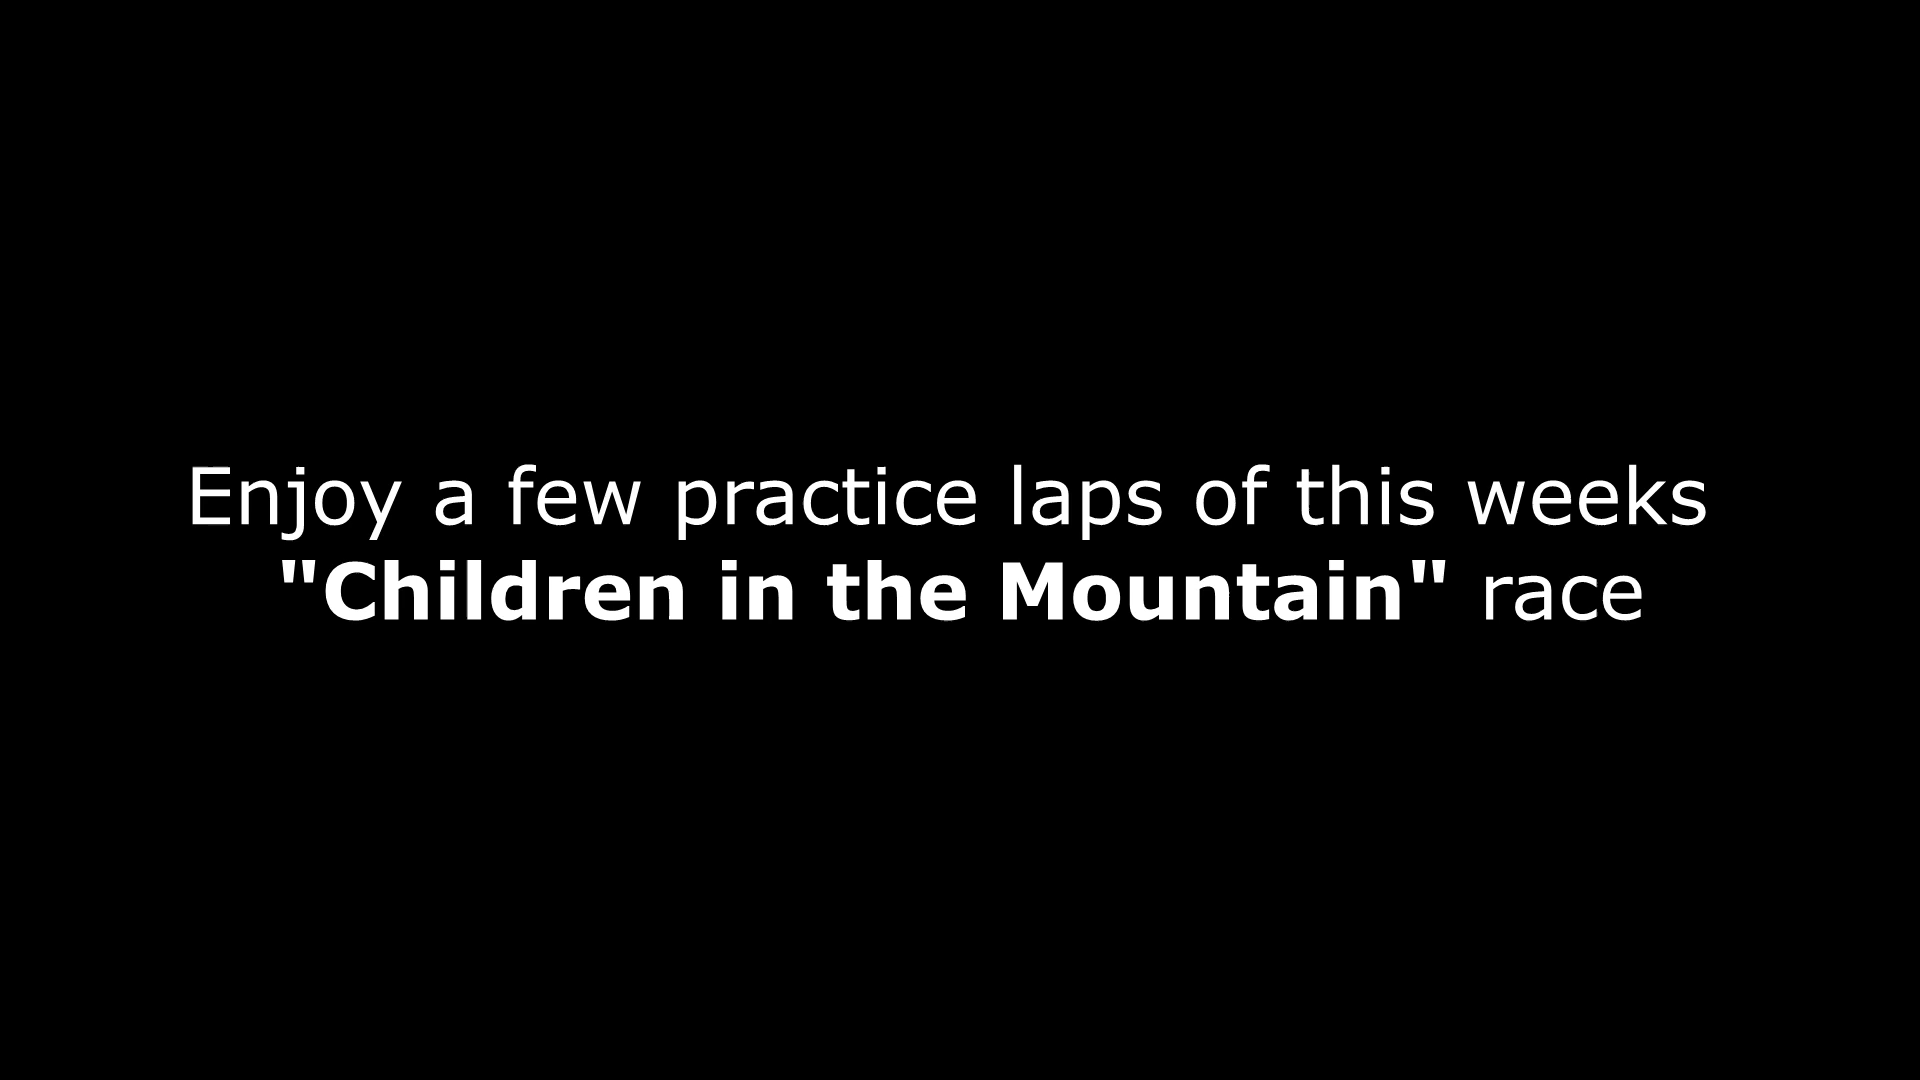 Enjoy a few practice laps of this weeks
"Children in the Mountain" race